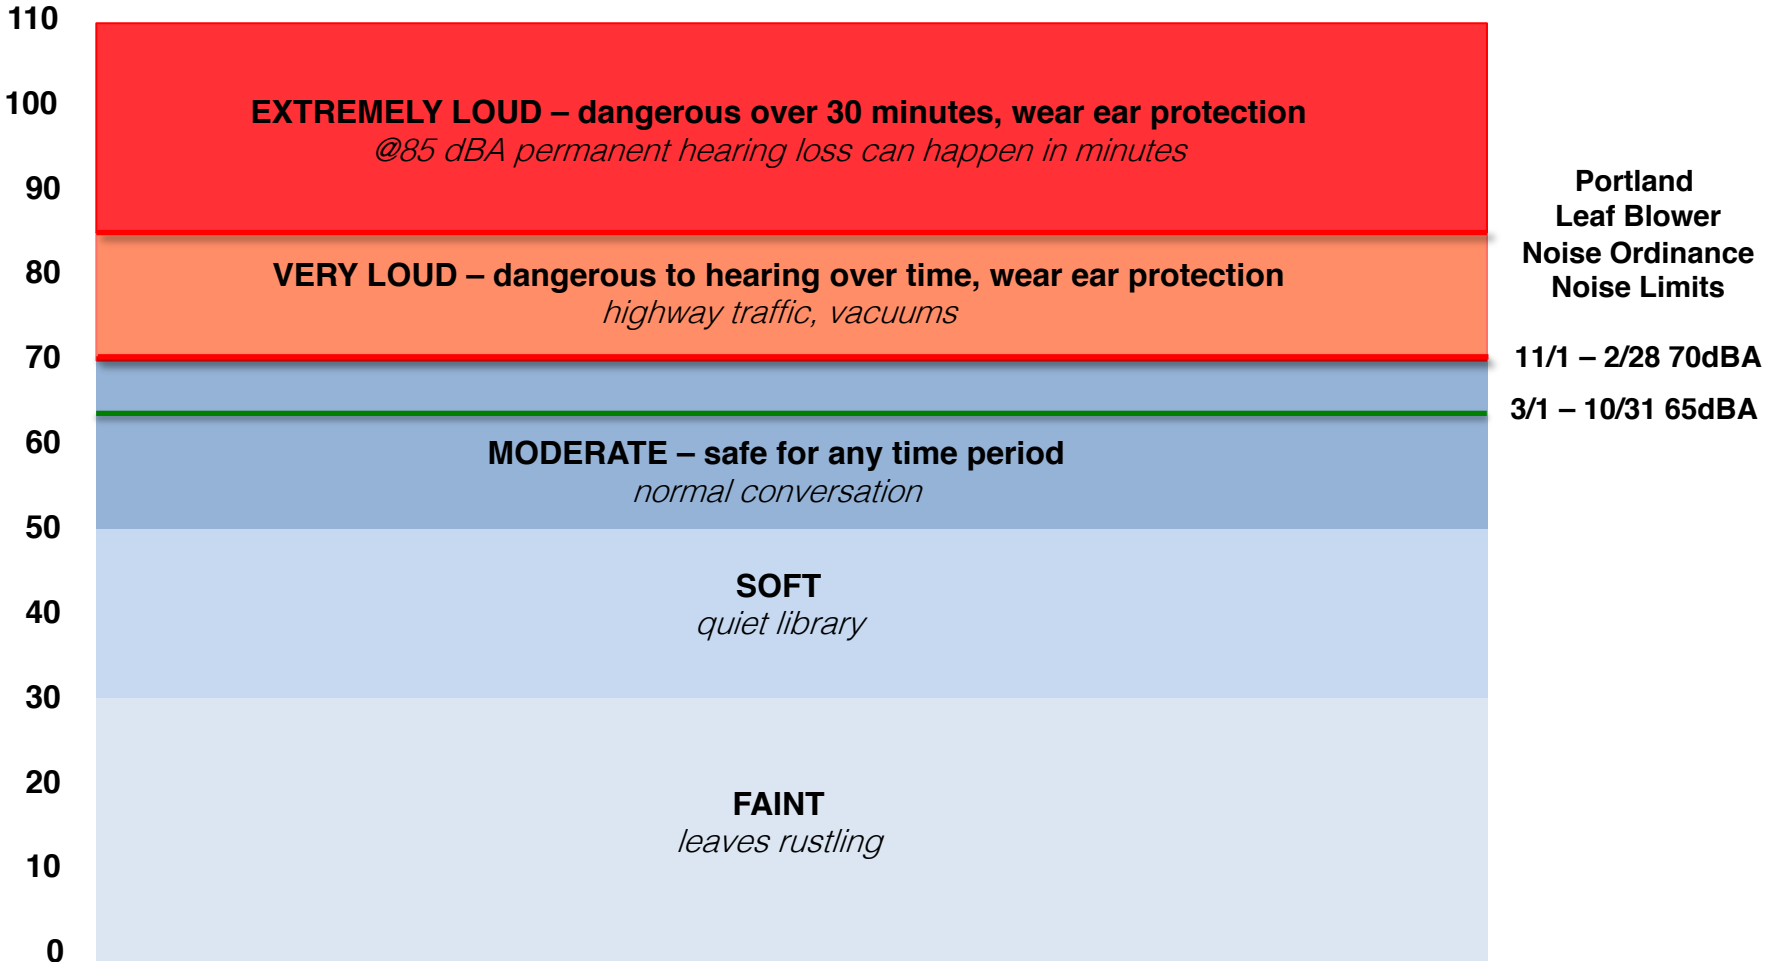 110
100
90
80
70
60
50
40
30
20
10
0
EXTREMELY LOUD – dangerous over 30 minutes, wear ear protection
@85 dBA permanent hearing loss can happen in minutes
VERY LOUD – dangerous to hearing over time, wear ear protection
highway traffic, vacuums
MODERATE – safe for any time period
normal conversation
SOFT
quiet library
FAINT
leaves rustling
Portland
Leaf Blower
Noise Ordinance
Noise Limits
11/1 – 2/28 70dBA
3/1 – 10/31 65dBA